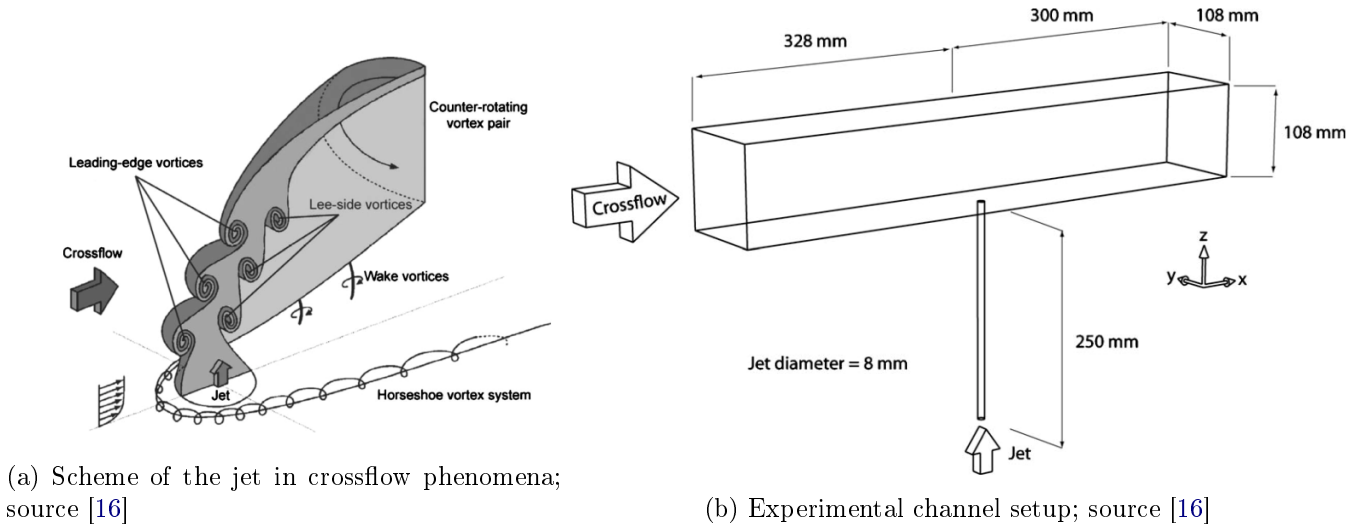 Counter-rotating
vortex pair
Leading-edge vortices
Lee-side vortices
Crossflow
Wake vortices
Jet
Horseshoe vortex system
(a) Scheme of the jet in crossflow phenomena;
source [16]
328 mm
300 mm
108 mm
108 mm
Crossflow
z
y
x
250 mm
Jet diameter = 8 mm
Jet
(b) Experimental channel setup; source [16]